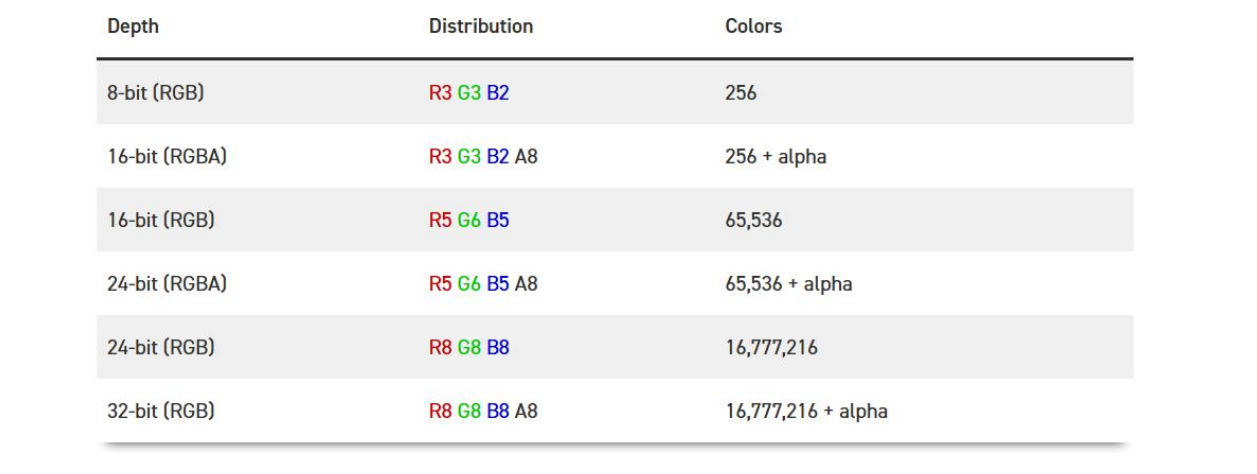 Depth Distribution Colors
8-bit (RGB) R3 G3 B2 256
16-bit (RGBA) R3 G3 B2 A8 256 + alpha
16-bit (RGB) R5 G6 B5 65,536
24-bit (RGBA) R5 G6 B5 A8 65,536 + alpha
24-bit (RGB) R8 G8 B8 16,777,216
32-bit (RGB) R8 G8 B8 A8 16,777,216 + alpha